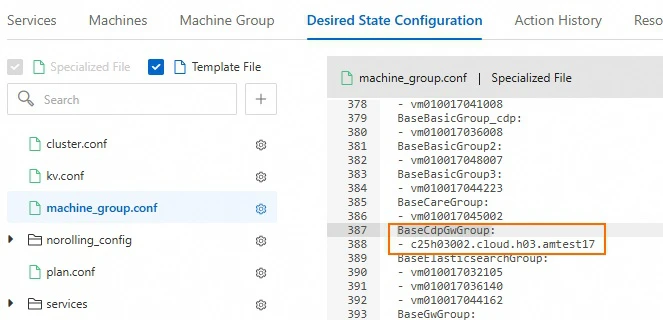 Services Machines Machine Group Desired State Configuration Action History Reso
Specialized File Template File
Search +
cluster.conf
kv.conf
machine_group.conf
norolling_config
plan.conf
services
machine_group.conf | Specialized File
378 - vm010017041008
379 BaseBasicGroup_cdp:
380 - vm010017036008
381 BaseBasicGroup2:
382 - vm010017048007
383 BaseBasicGroup3:
384 - vm010017044223
385 BaseCareGroup:
386 - vm010017045002
387 BaseCdpGwGroup:
388 - c25h03002.cloud.h03.amtest17
389 BaseElasticsearchGroup:
390 - vm010017032105
391 - vm010017036140
392 - vm010017044162
393 BaseGwGroup: